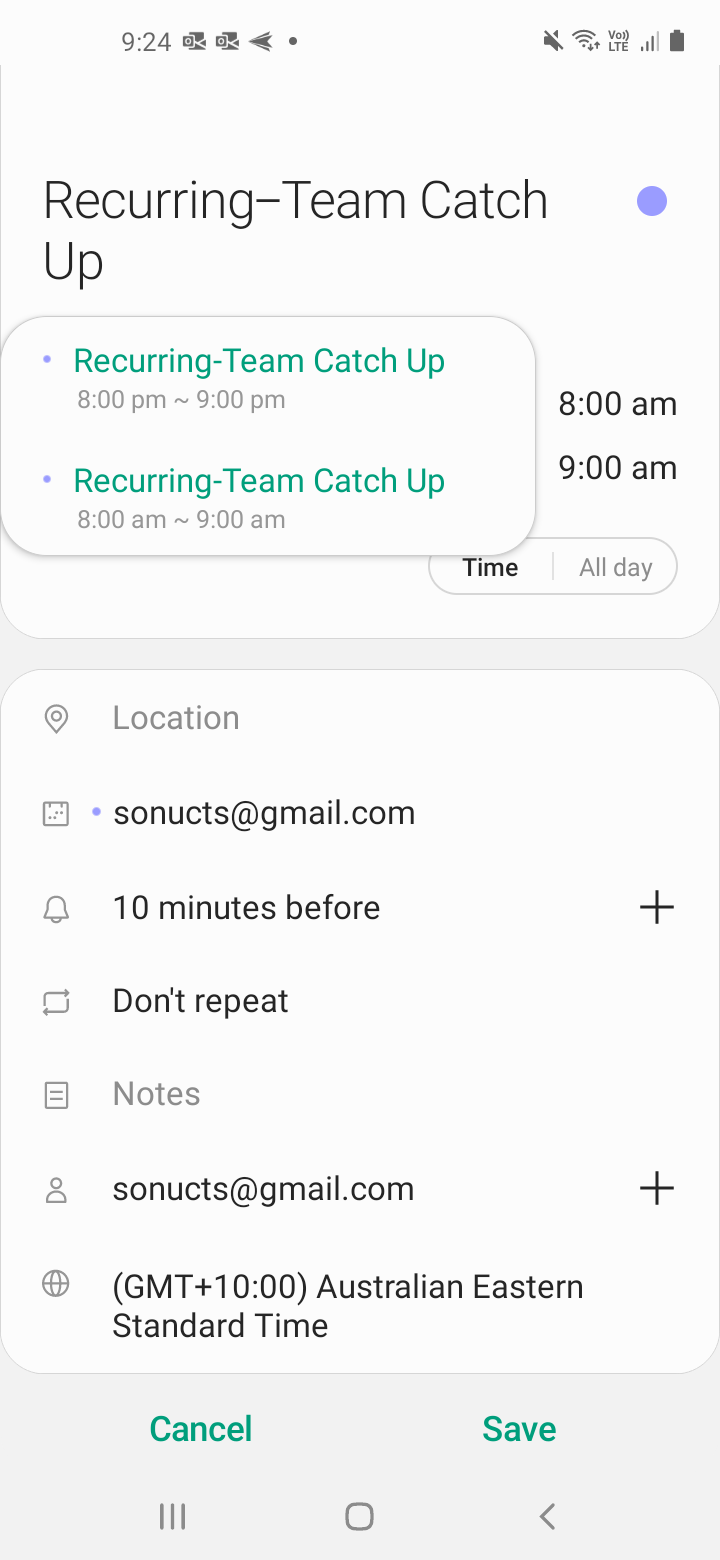 9:24
Vo)) LTE
Recurring–Team Catch
Up
Recurring-Team Catch Up
8:00 pm ~ 9:00 pm
8:00 am
Recurring-Team Catch Up
9:00 am
8:00 am ~ 9:00 am
Time
All day
Location
sonucts@gmail.com
10 minutes before
Don't repeat
Notes
sonucts@gmail.com
(GMT+10:00) Australian Eastern
Standard Time
Cancel
Save